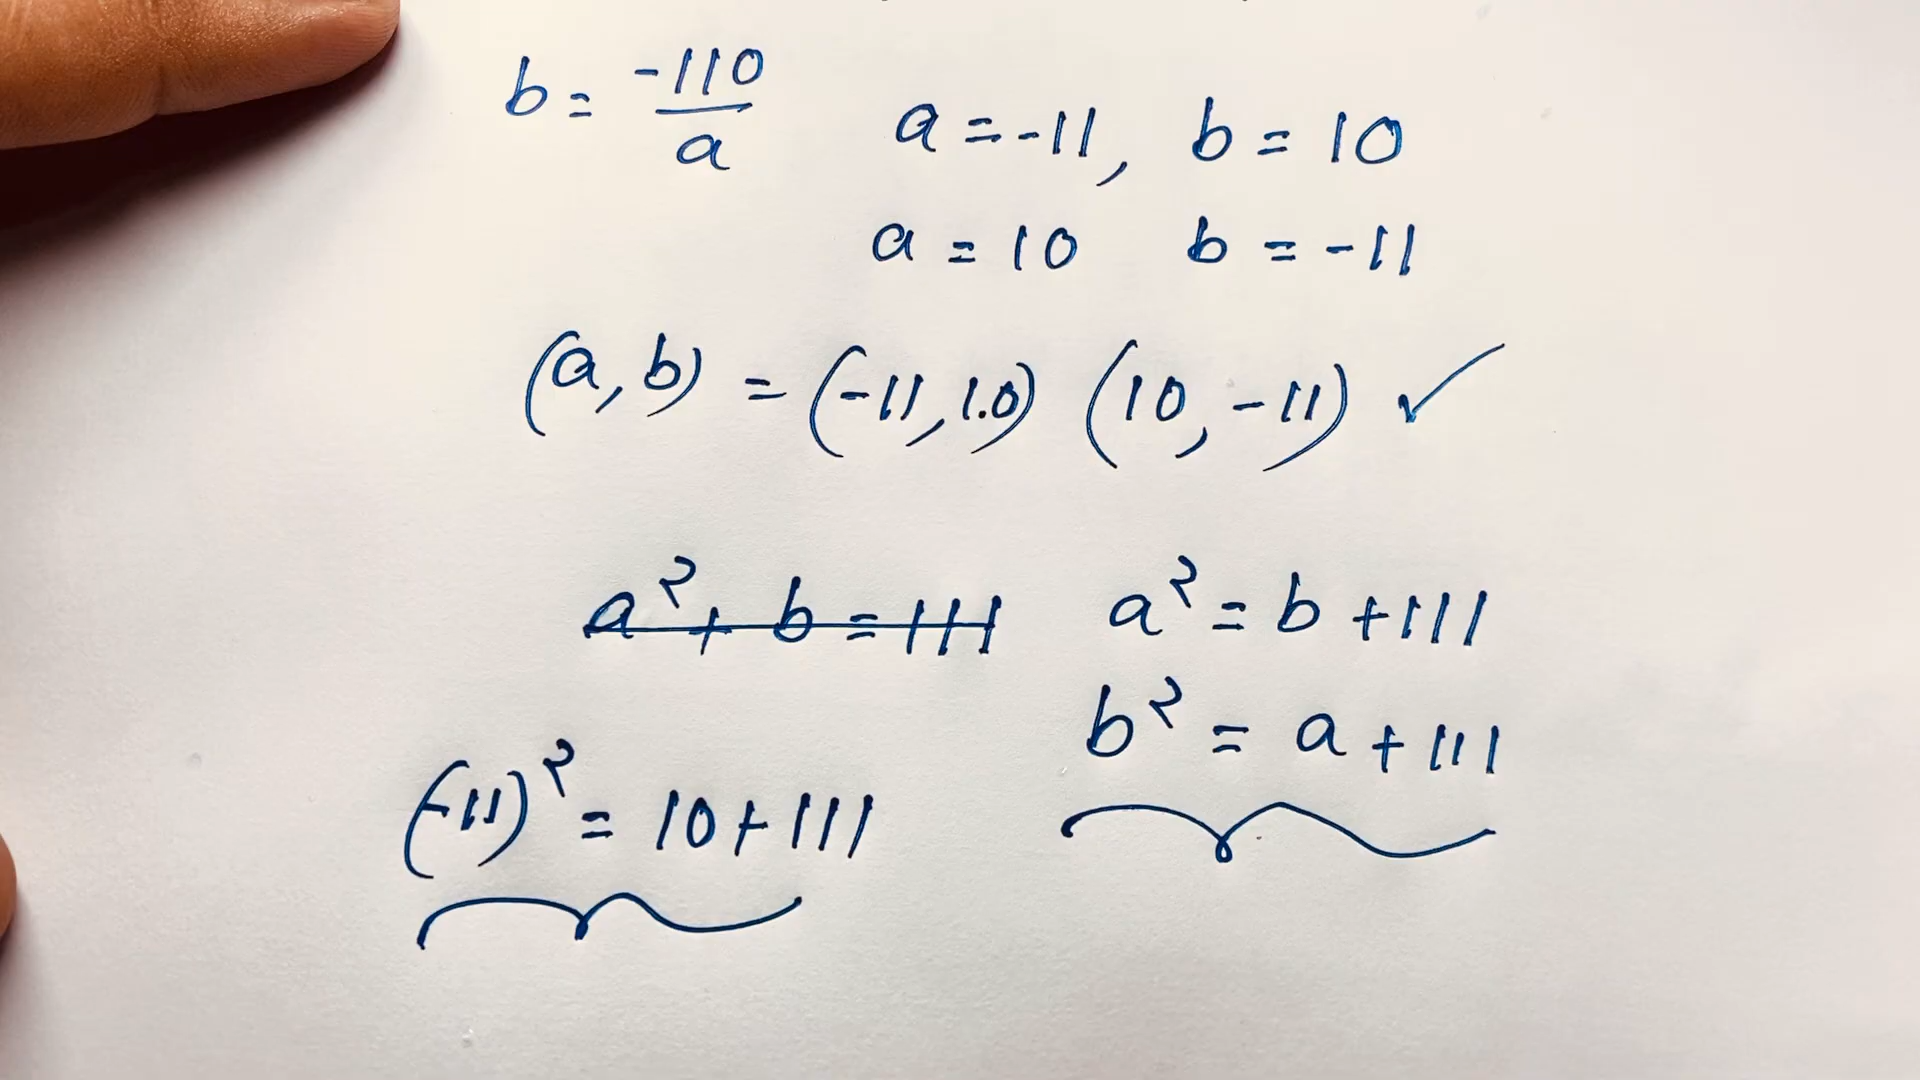 b = -110/a
a = -11, b = 10
a = 10 b = -11
(a, b) = (-11, 1.0) (10, -11) ✓
a² + b = 111
a² = b + 111
b² = a + 111
(-11)² = 10 + 111